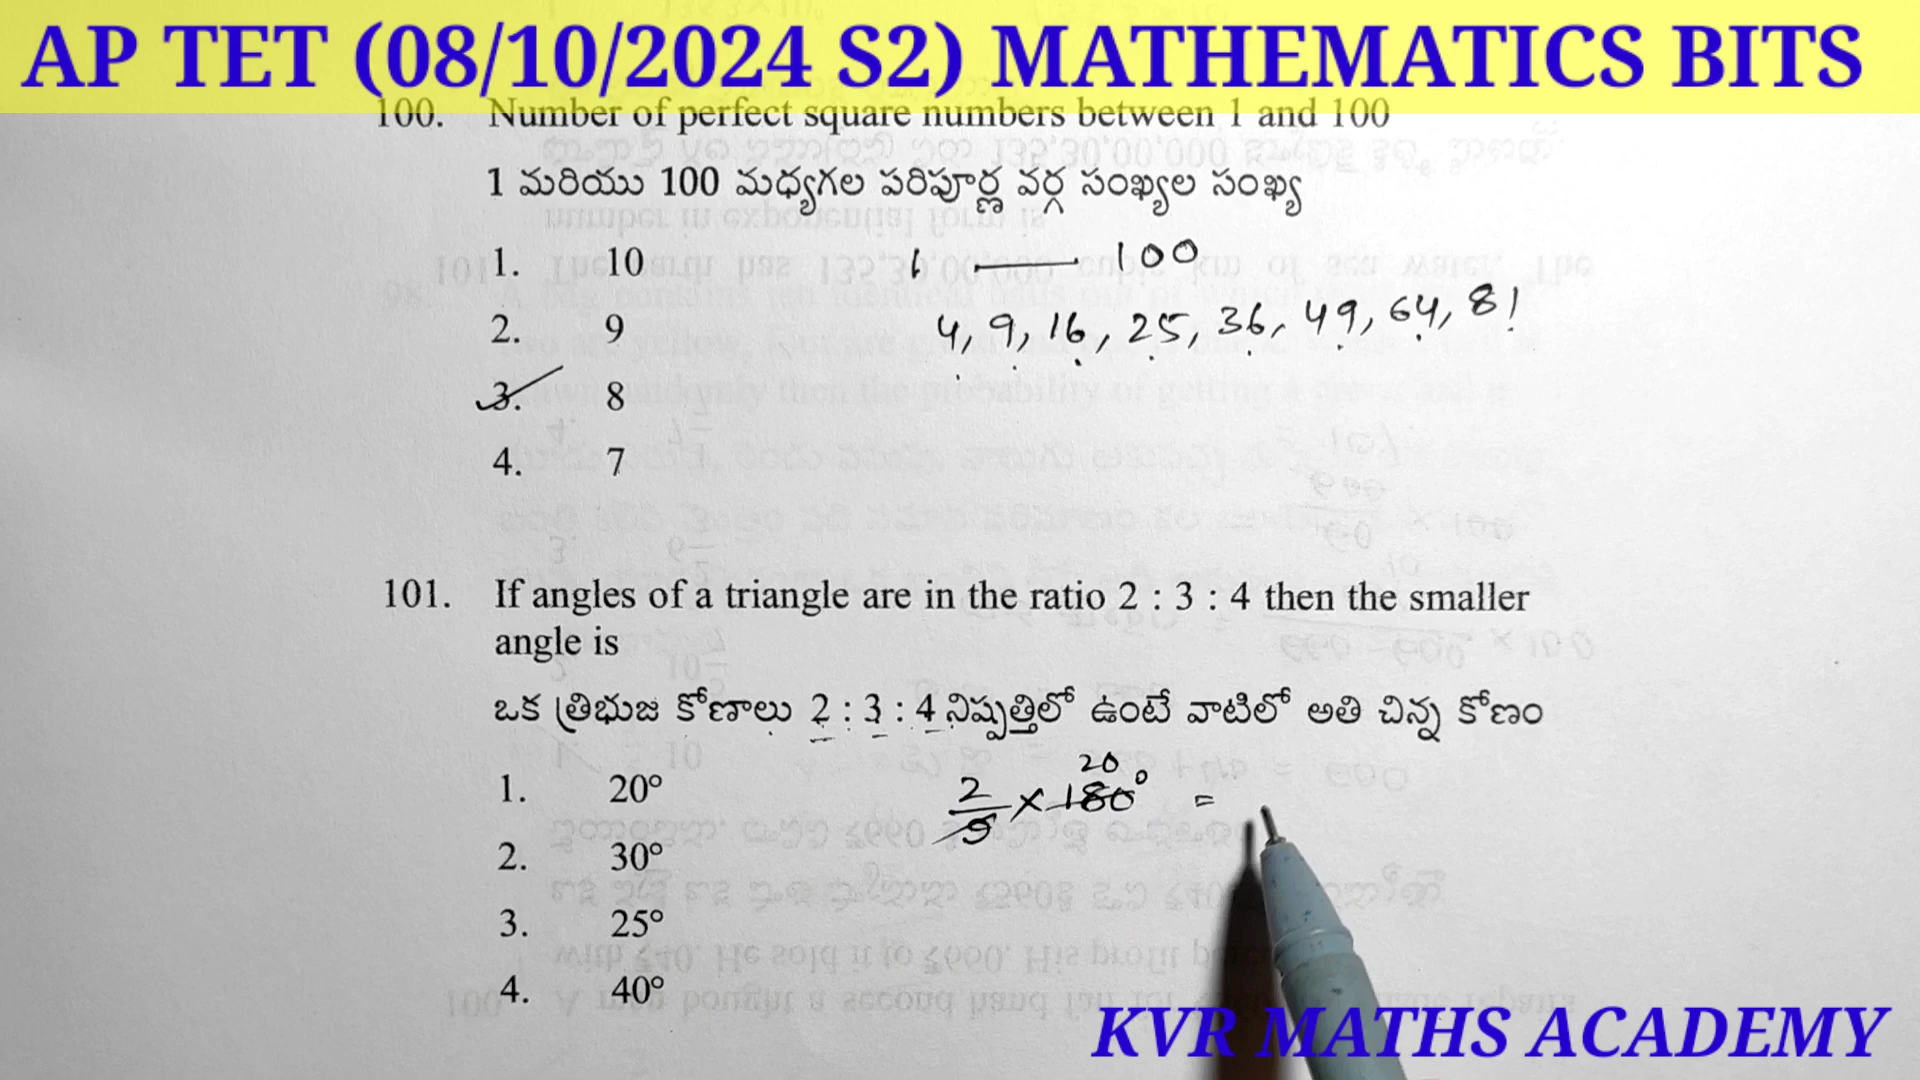 AP TET (08/10/2024 S2) MATHEMATICS BITS
100. Number of perfect square numbers between 1 and 100
1 మరియు 100 మధ్యగల పరిపూర్ణ వర్గ సంఖ్యల సంఖ్య
1. 10 1 — 100
2. 9 4, 9, 16, 25, 36, 49, 64, 81
3. 8
4. 7
101. If angles of a triangle are in the ratio 2 : 3 : 4 then the smaller
angle is
ఒక త్రిభుజ కోణాలు 2 : 3 : 4 నిష్పత్తిలో ఉంటే వాటిలో అతి చిన్న కోణం
20
1. 20° 2/9 × 180° =
2. 30°
3. 25°
4. 40°
KVR MATHS ACADEMY